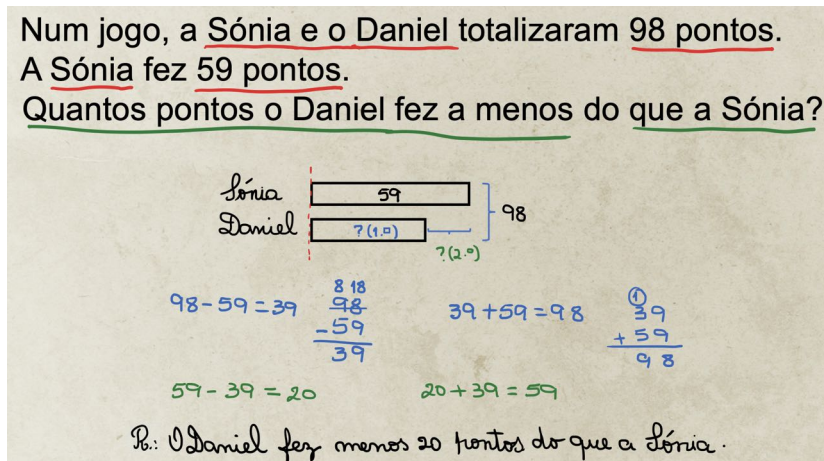 Num jogo, a Sónia e o Daniel totalizaram 98 pontos.
A Sónia fez 59 pontos.
Quantos pontos o Daniel fez a menos do que a Sónia?
Sónia 59
Daniel ?(1.º) 98
?(2.º)
98-59=39
8 18
98
-59
39
39+59=98
1
39
+59
98
59-39=20
20+39=59
R.: O Daniel fez menos 20 pontos do que a Sónia.